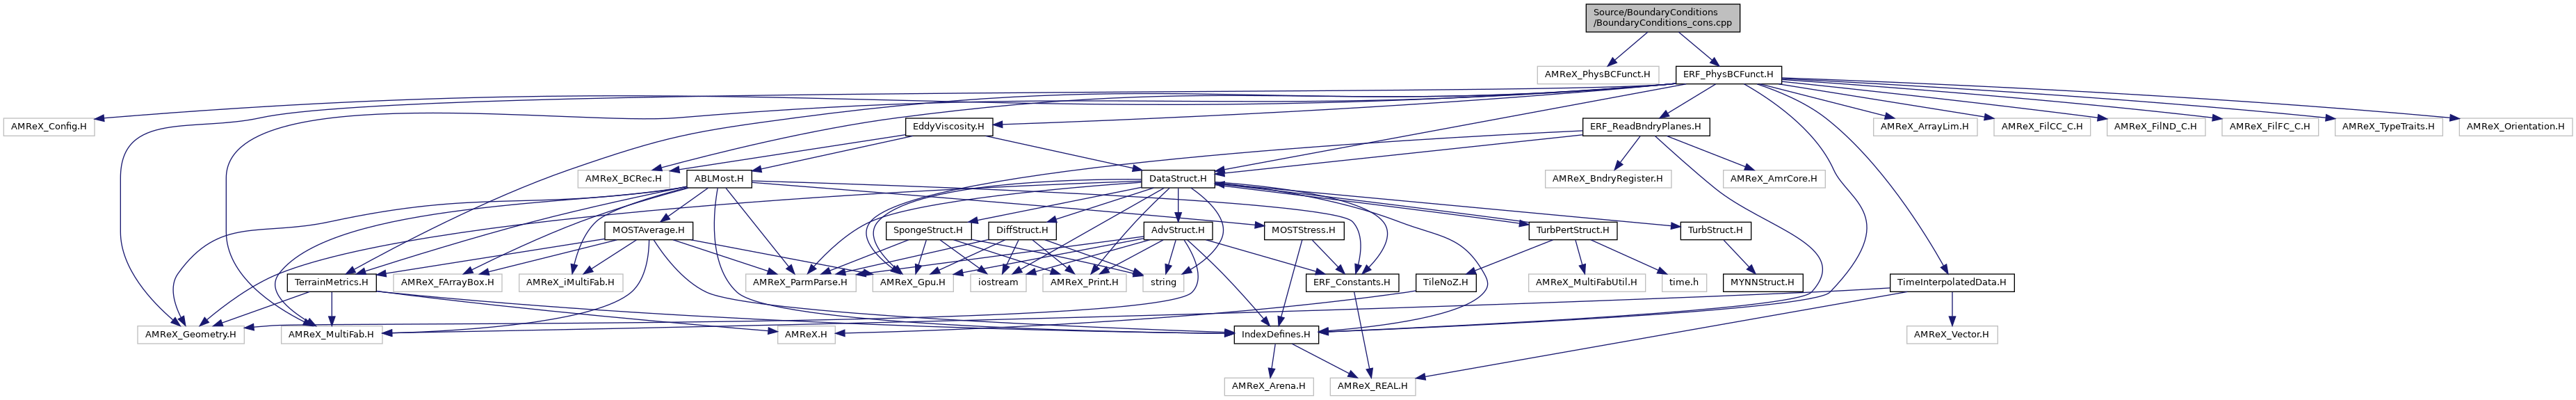 Source/BoundaryConditions
/BoundaryConditions_cons.cpp
AMReX_PhysBCFunct.H
ERF_PhysBCFunct.H
AMReX_Config.H
EddyViscosity.H
ERF_ReadBndryPlanes.H
AMReX_ArrayLim.H
AMReX_FilCC_C.H
AMReX_FilND_C.H
AMReX_FilFC_C.H
AMReX_TypeTraits.H
AMReX_Orientation.H
AMReX_BCRec.H
ABLMost.H
DataStruct.H
AMReX_BndryRegister.H
AMReX_AmrCore.H
MOSTAverage.H
SpongeStruct.H
DiffStruct.H
AdvStruct.H
MOSTStress.H
TurbPertStruct.H
TurbStruct.H
TerrainMetrics.H
AMReX_FArrayBox.H
AMReX_iMultiFab.H
AMReX_ParmParse.H
AMReX_Gpu.H
iostream
AMReX_Print.H
string
ERF_Constants.H
TileNoZ.H
AMReX_MultiFabUtil.H
time.h
MYNNStruct.H
TimeInterpolatedData.H
AMReX_Geometry.H
AMReX_MultiFab.H
AMReX.H
IndexDefines.H
AMReX_Vector.H
AMReX_Arena.H
AMReX_REAL.H